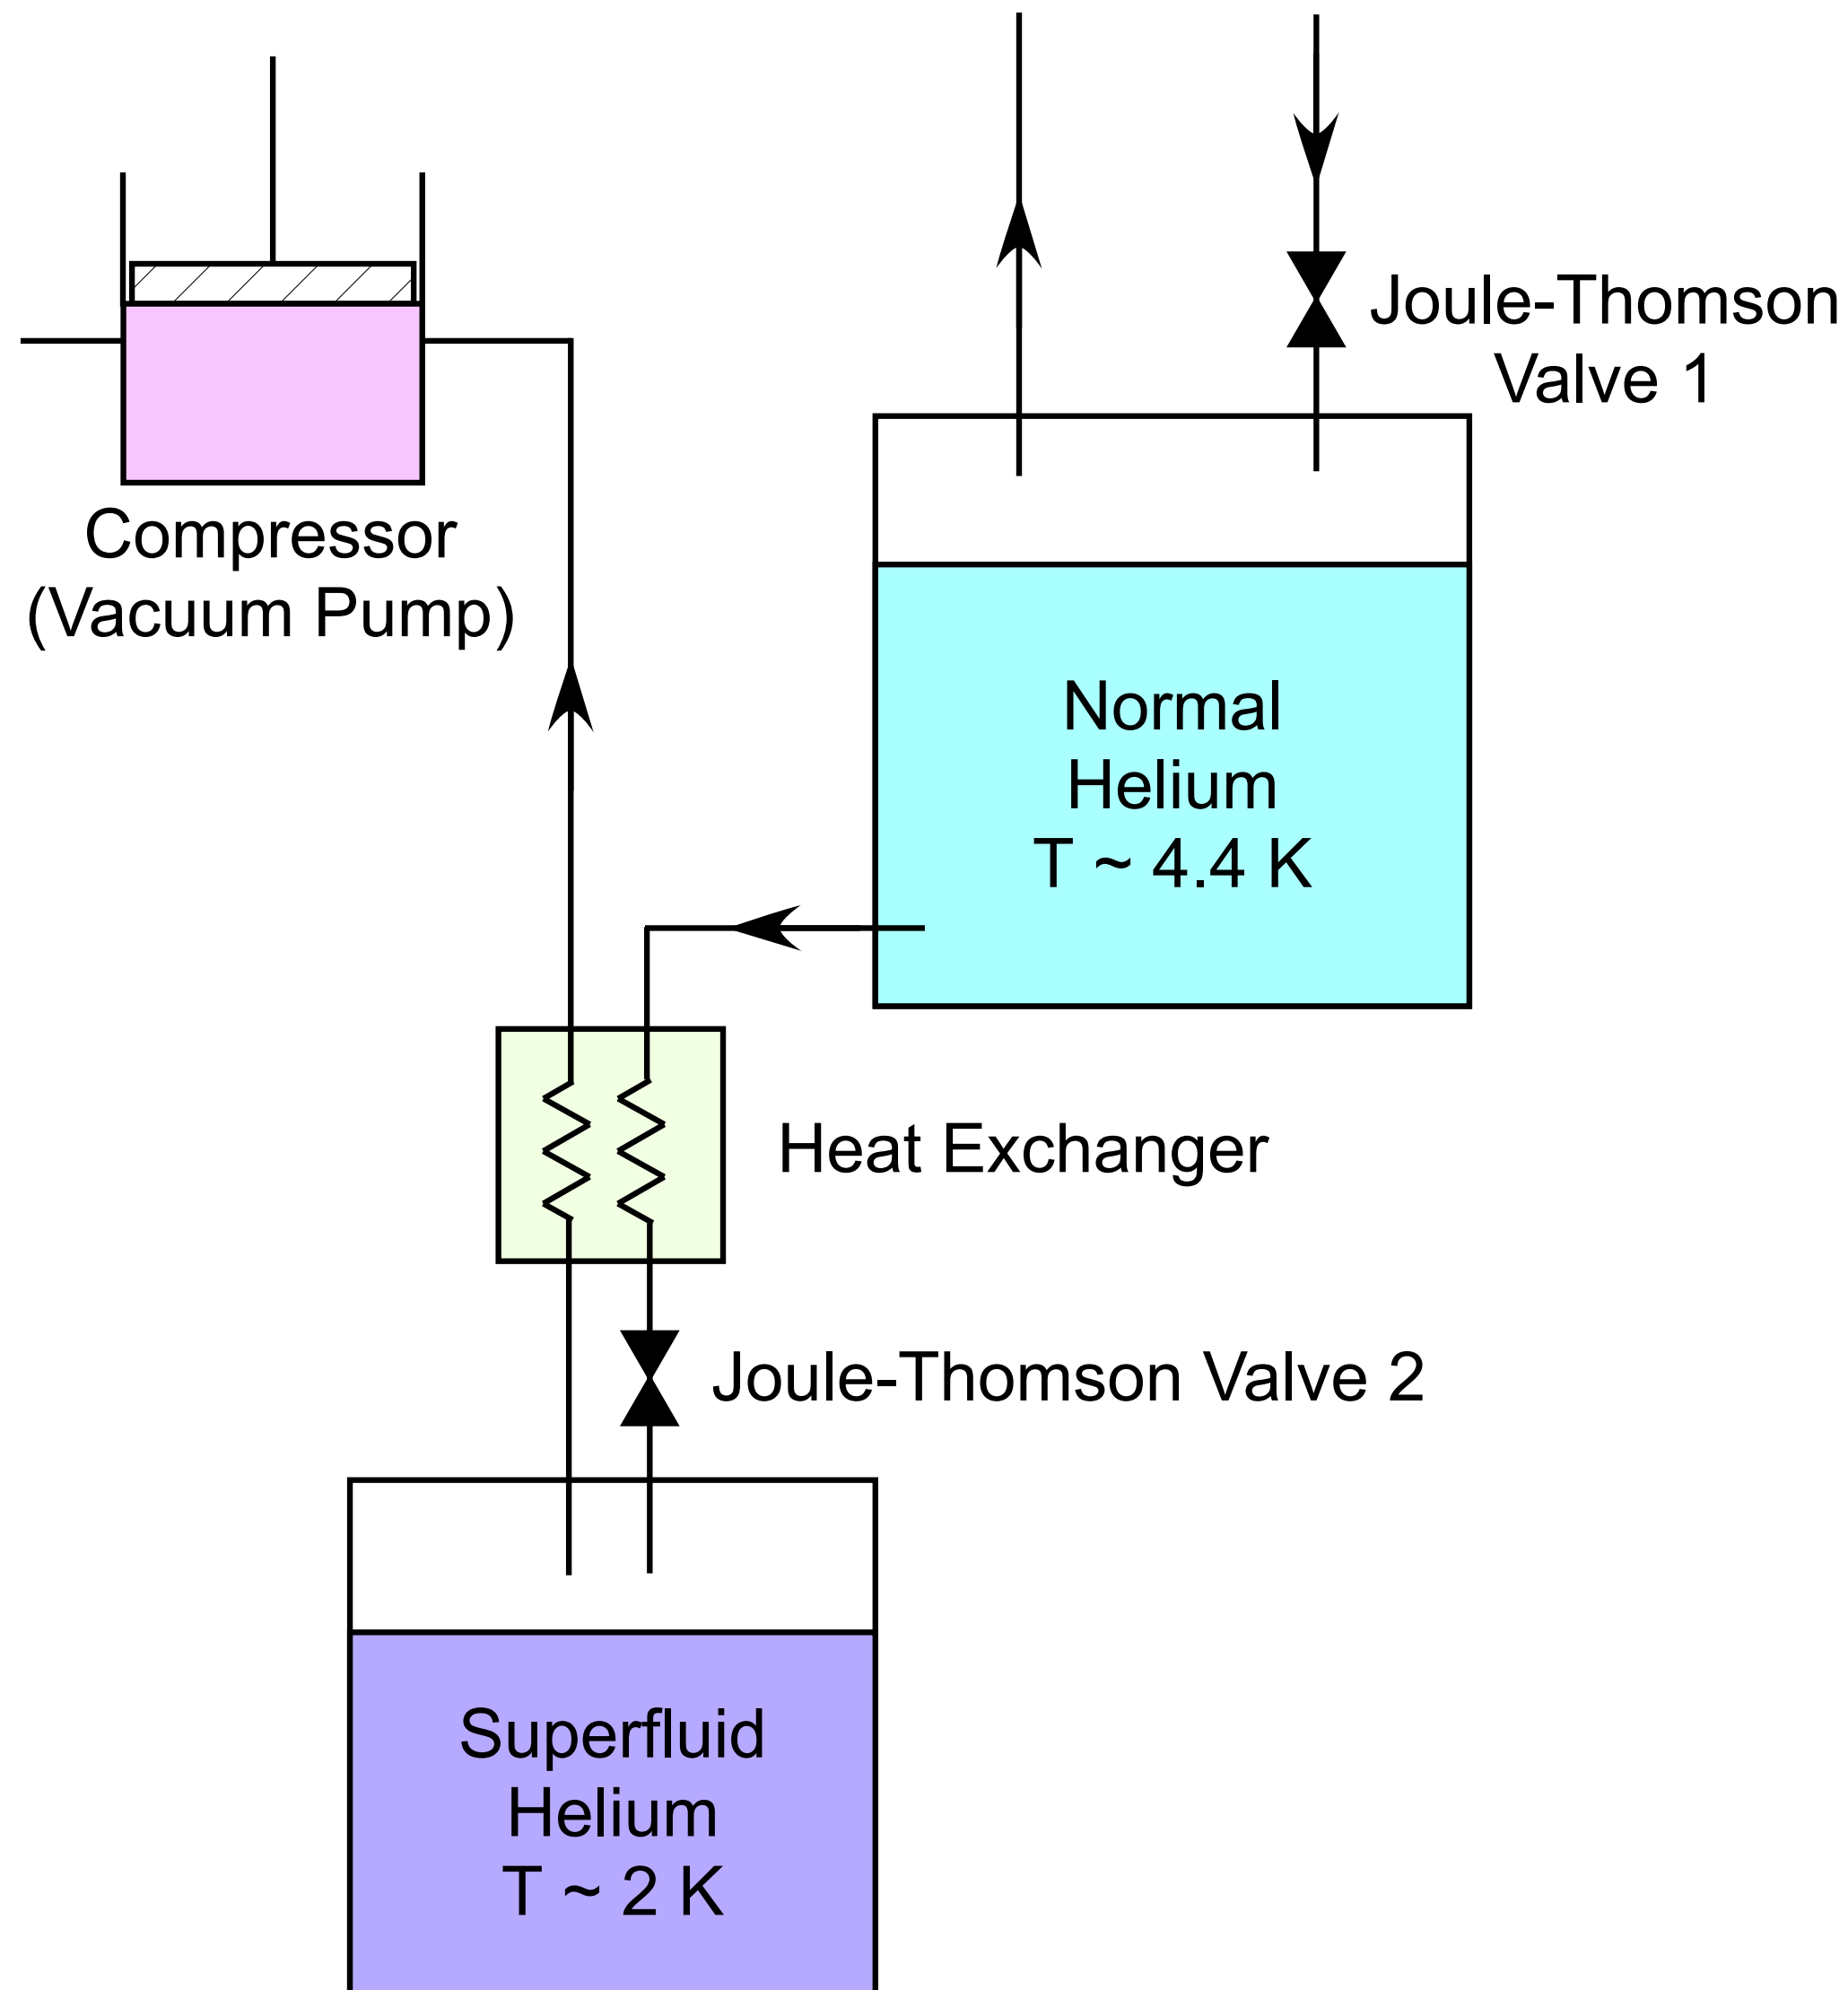 Joule-Thomson
Valve 1
Compressor
(Vacuum Pump)
Normal
Helium
T ~ 4.4 K
Heat Exchanger
Joule-Thomson Valve 2
Superfluid
Helium
T ~ 2 K